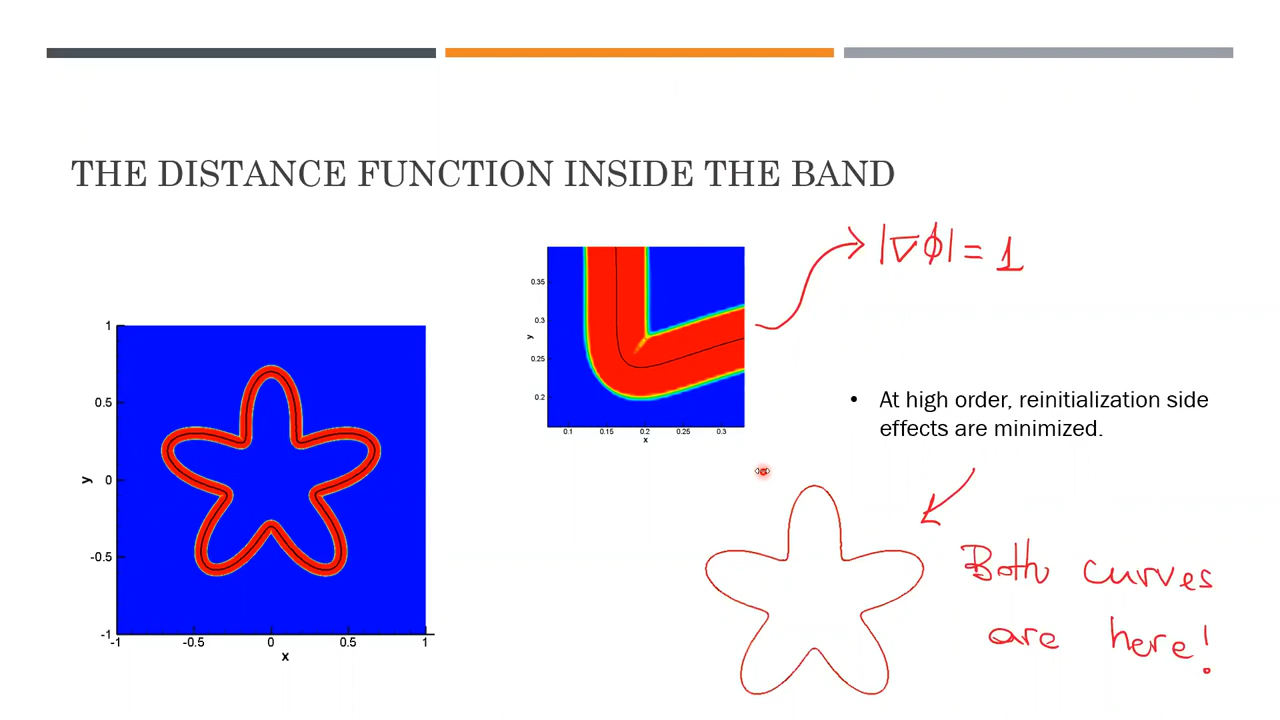 THE DISTANCE FUNCTION INSIDE THE BAND
|∇ϕ| = 1
0.35
0.3
0.25
0.2
y
0.1 0.15 0.2 0.25 0.3
x
1
0.5
0
-0.5
-1
y
-1 -0.5 0 0.5 1
x
• At high order, reinitialization side
effects are minimized.
Both curves
are here!